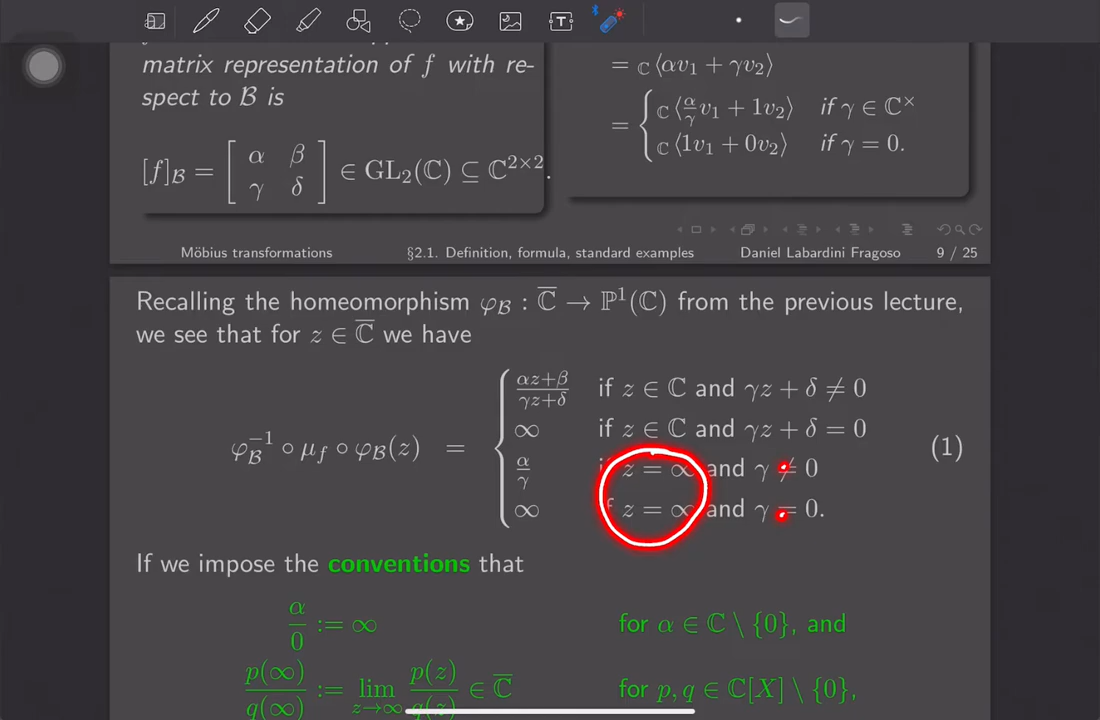 matrix representation of f with re-
spect to ℬ is
[f]_ℬ = [ α β ; γ δ ] ∈ GL₂(ℂ) ⊆ ℂ^{2×2}.
= _ℂ⟨αv₁ + γv₂⟩
= { _ℂ⟨α/γ v₁ + 1v₂⟩ if γ ∈ ℂ^×
_ℂ⟨1v₁ + 0v₂⟩ if γ = 0.
Möbius transformations §2.1. Definition, formula, standard examples Daniel Labardini Fragoso 9 / 25
Recalling the homeomorphism φ_ℬ : ℂ̅ → ℙ¹(ℂ) from the previous lecture,
we see that for z ∈ ℂ̅ we have
φ_ℬ^{-1} ∘ μ_f ∘ φ_ℬ(z) = { (αz+β)/(γz+δ) if z ∈ ℂ and γz + δ ≠ 0
∞ if z ∈ ℂ and γz + δ = 0
α/γ if z = ∞ and γ ≠ 0
∞ if z = ∞ and γ = 0.
(1)
If we impose the conventions that
α/0 := ∞ for α ∈ ℂ \ {0}, and
p(∞)/q(∞) := lim_{z→∞} p(z)/q(z) ∈ ℂ̅ for p, q ∈ ℂ[X] \ {0},